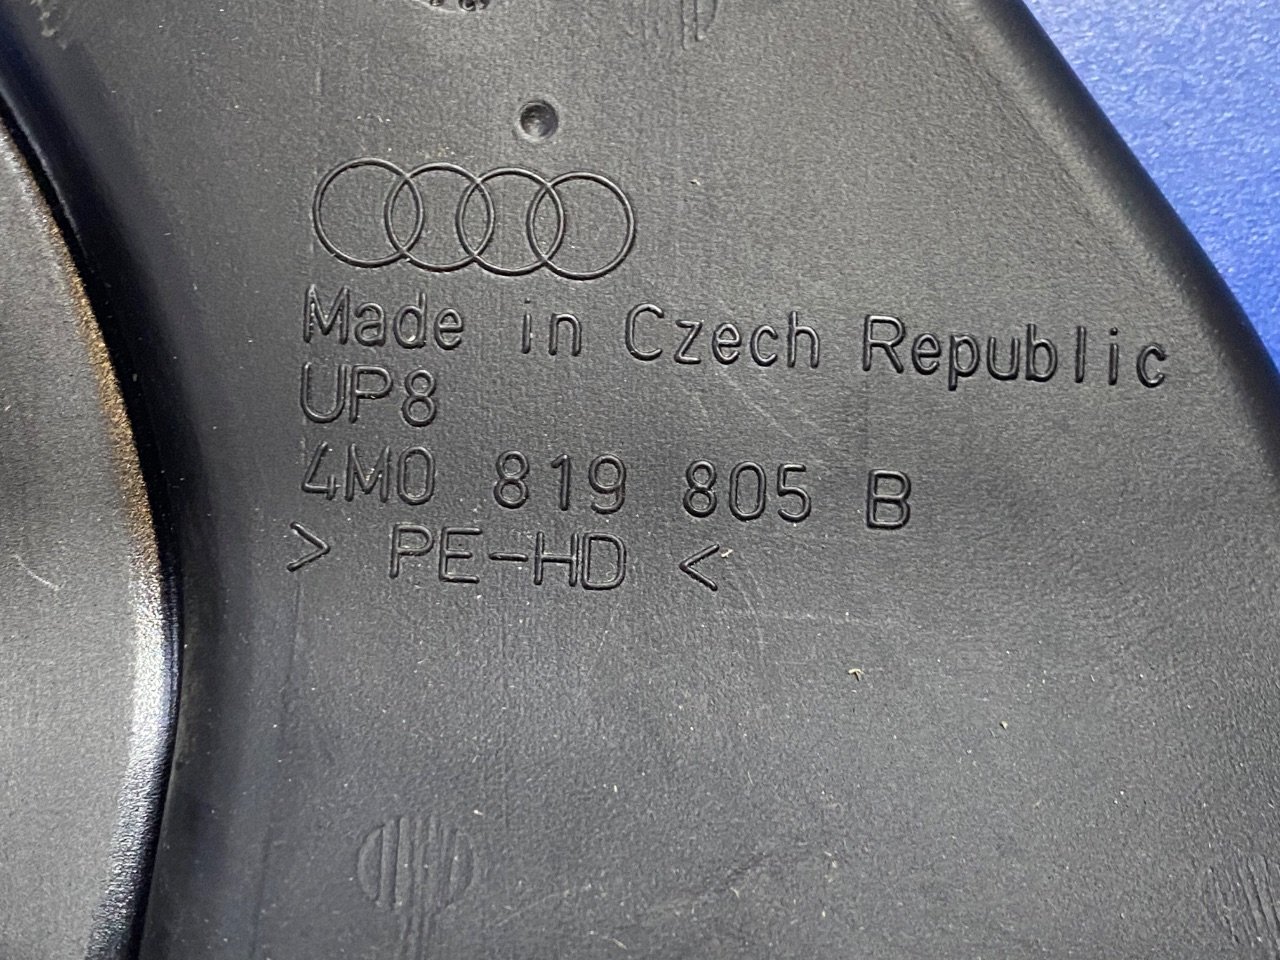 Made in Czech Republic
UP8
4M0 819 805 B
> PE-HD <